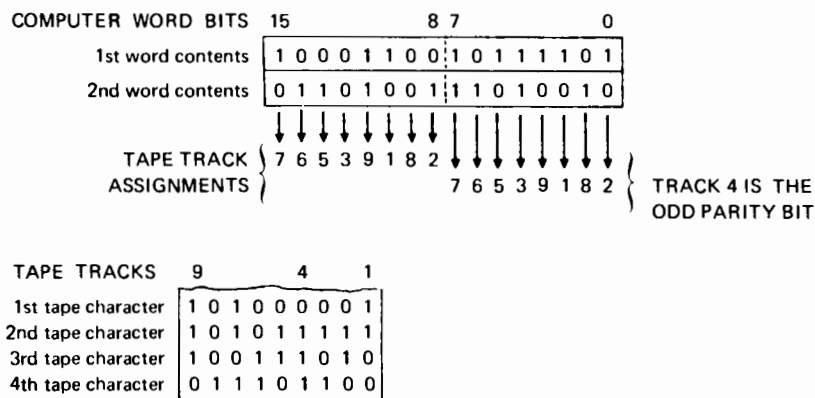 COMPUTER WORD BITS 15 8 7 0
1st word contents 1 0 0 0 1 1 0 0 1 0 1 1 1 1 0 1
2nd word contents 0 1 1 0 1 0 0 1 1 1 0 1 0 0 1 0
TAPE TRACK 7 6 5 3 9 1 8 2
ASSIGNMENTS 7 6 5 3 9 1 8 2 TRACK 4 IS THE
ODD PARITY BIT
TAPE TRACKS 9 4 1
1st tape character 1 0 1 0 0 0 0 0 1
2nd tape character 1 0 1 0 1 1 1 1 1
3rd tape character 1 0 0 1 1 1 0 1 0
4th tape character 0 1 1 1 0 1 1 0 0